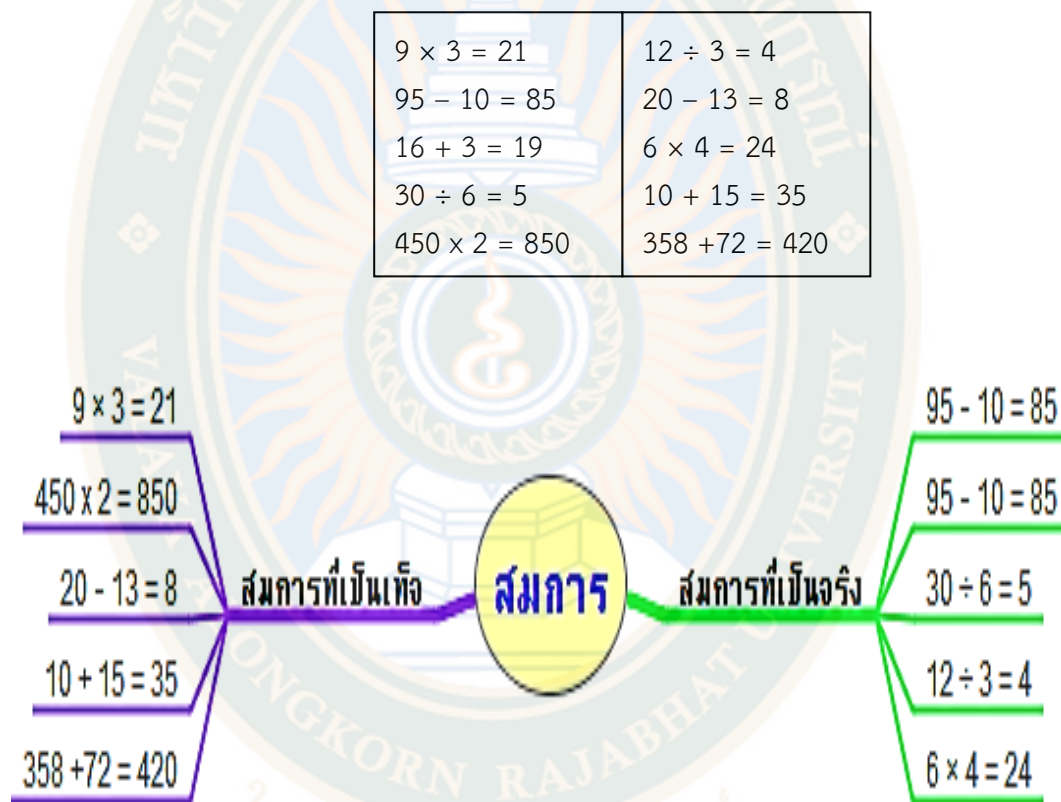 9 × 3 = 21
95 – 10 = 85
16 + 3 = 19
30 ÷ 6 = 5
450 x 2 = 850
12 ÷ 3 = 4
20 – 13 = 8
6 × 4 = 24
10 + 15 = 35
358 +72 = 420
9 × 3 = 21
450 x 2 = 850
20 - 13 = 8
10 + 15 = 35
358 +72 = 420
สมการที่เป็นเท็จ
สมการ
สมการที่เป็นจริง
95 - 10 = 85
95 - 10 = 85
30 ÷ 6 = 5
12 ÷ 3 = 4
6 × 4 = 24